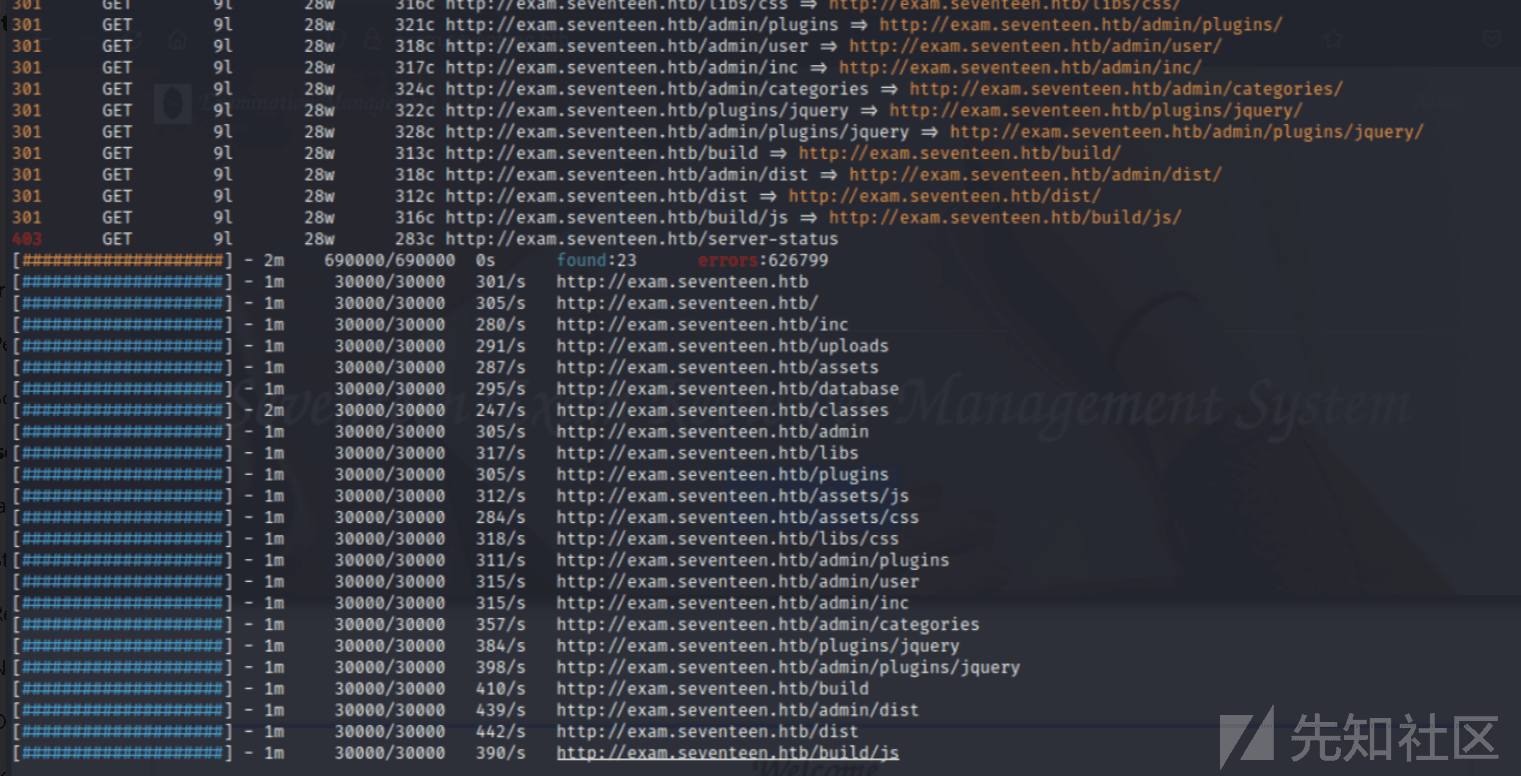 301 GET 9l 28w 316c http://exam.seventeen.htb/libs/css => http://exam.seventeen.htb/libs/css/
301 GET 9l 28w 321c http://exam.seventeen.htb/admin/plugins => http://exam.seventeen.htb/admin/plugins/
301 GET 9l 28w 318c http://exam.seventeen.htb/admin/user => http://exam.seventeen.htb/admin/user/
301 GET 9l 28w 317c http://exam.seventeen.htb/admin/inc => http://exam.seventeen.htb/admin/inc/
301 GET 9l 28w 324c http://exam.seventeen.htb/admin/categories => http://exam.seventeen.htb/admin/categories/
301 GET 9l 28w 322c http://exam.seventeen.htb/plugins/jquery => http://exam.seventeen.htb/plugins/jquery/
301 GET 9l 28w 328c http://exam.seventeen.htb/admin/plugins/jquery => http://exam.seventeen.htb/admin/plugins/jquery/
301 GET 9l 28w 313c http://exam.seventeen.htb/build => http://exam.seventeen.htb/build/
301 GET 9l 28w 318c http://exam.seventeen.htb/admin/dist => http://exam.seventeen.htb/admin/dist/
301 GET 9l 28w 312c http://exam.seventeen.htb/dist => http://exam.seventeen.htb/dist/
301 GET 9l 28w 316c http://exam.seventeen.htb/build/js => http://exam.seventeen.htb/build/js/
403 GET 9l 28w 283c http://exam.seventeen.htb/server-status
[####################] - 2m 690000/690000 0s found:23 errors:626799
[####################] - 1m 30000/30000 301/s http://exam.seventeen.htb
[####################] - 1m 30000/30000 305/s http://exam.seventeen.htb/
[####################] - 1m 30000/30000 280/s http://exam.seventeen.htb/inc
[####################] - 1m 30000/30000 291/s http://exam.seventeen.htb/uploads
[####################] - 1m 30000/30000 287/s http://exam.seventeen.htb/assets
[####################] - 1m 30000/30000 295/s http://exam.seventeen.htb/database
[####################] - 2m 30000/30000 247/s http://exam.seventeen.htb/classes
[####################] - 1m 30000/30000 305/s http://exam.seventeen.htb/admin
[####################] - 1m 30000/30000 317/s http://exam.seventeen.htb/libs
[####################] - 1m 30000/30000 305/s http://exam.seventeen.htb/plugins
[####################] - 1m 30000/30000 312/s http://exam.seventeen.htb/assets/js
[####################] - 1m 30000/30000 284/s http://exam.seventeen.htb/assets/css
[####################] - 1m 30000/30000 318/s http://exam.seventeen.htb/libs/css
[####################] - 1m 30000/30000 311/s http://exam.seventeen.htb/admin/plugins
[####################] - 1m 30000/30000 315/s http://exam.seventeen.htb/admin/user
[####################] - 1m 30000/30000 315/s http://exam.seventeen.htb/admin/inc
[####################] - 1m 30000/30000 357/s http://exam.seventeen.htb/admin/categories
[####################] - 1m 30000/30000 384/s http://exam.seventeen.htb/plugins/jquery
[####################] - 1m 30000/30000 398/s http://exam.seventeen.htb/admin/plugins/jquery
[####################] - 1m 30000/30000 410/s http://exam.seventeen.htb/build
[####################] - 1m 30000/30000 439/s http://exam.seventeen.htb/admin/dist
[####################] - 1m 30000/30000 442/s http://exam.seventeen.htb/dist
[####################] - 1m 30000/30000 390/s http://exam.seventeen.htb/build/js
Management System
Welcome
先知社区